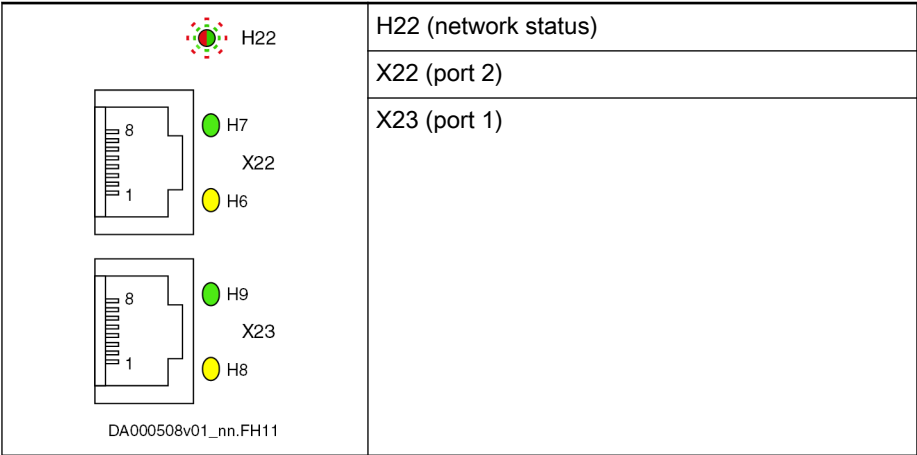 H22
H22 (network status)
X22 (port 2)
X23 (port 1)
8
H7
X22
1
H6
8
H9
X23
1
H8
DA000508v01_nn.FH11